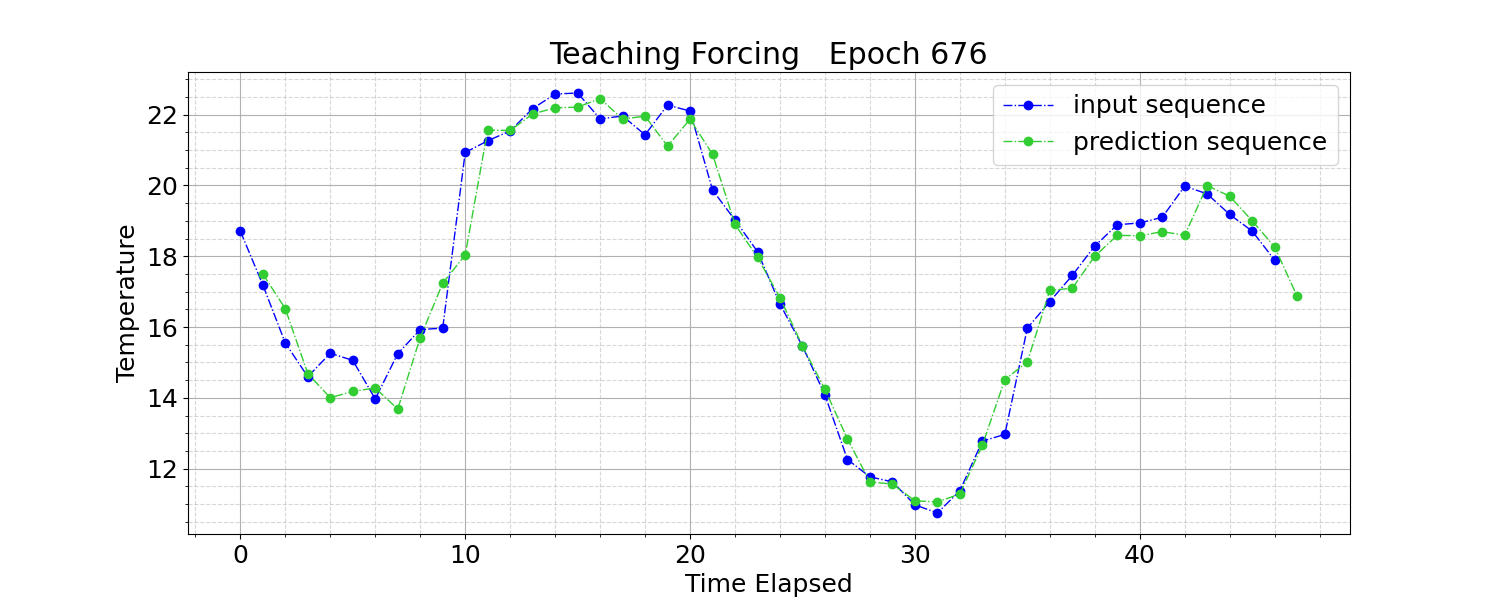 Teaching Forcing   Epoch 676
input sequence
prediction sequence
Temperature
22
20
18
16
14
12
0 10 20 30 40
Time Elapsed